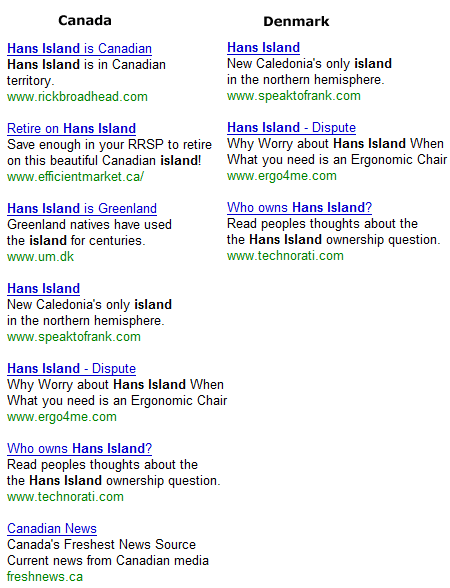 Canada
Hans Island is Canadian
Hans Island is in Canadian
territory.
www.rickbroadhead.com
Retire on Hans Island
Save enough in your RRSP to retire
on this beautiful Canadian island!
www.efficientmarket.ca/
Hans Island is Greenland
Greenland natives have used
the island for centuries.
www.um.dk
Hans Island
New Caledonia's only island
in the northern hemisphere.
www.speaktofrank.com
Hans Island - Dispute
Why Worry about Hans Island When
What you need is an Ergonomic Chair
www.ergo4me.com
Who owns Hans Island?
Read peoples thoughts about the
the Hans Island ownership question.
www.technorati.com
Canadian News
Canada's Freshest News Source
Current news from Canadian media
freshnews.ca
Denmark
Hans Island
New Caledonia's only island
in the northern hemisphere.
www.speaktofrank.com
Hans Island - Dispute
Why Worry about Hans Island When
What you need is an Ergonomic Chair
www.ergo4me.com
Who owns Hans Island?
Read peoples thoughts about the
the Hans Island ownership question.
www.technorati.com